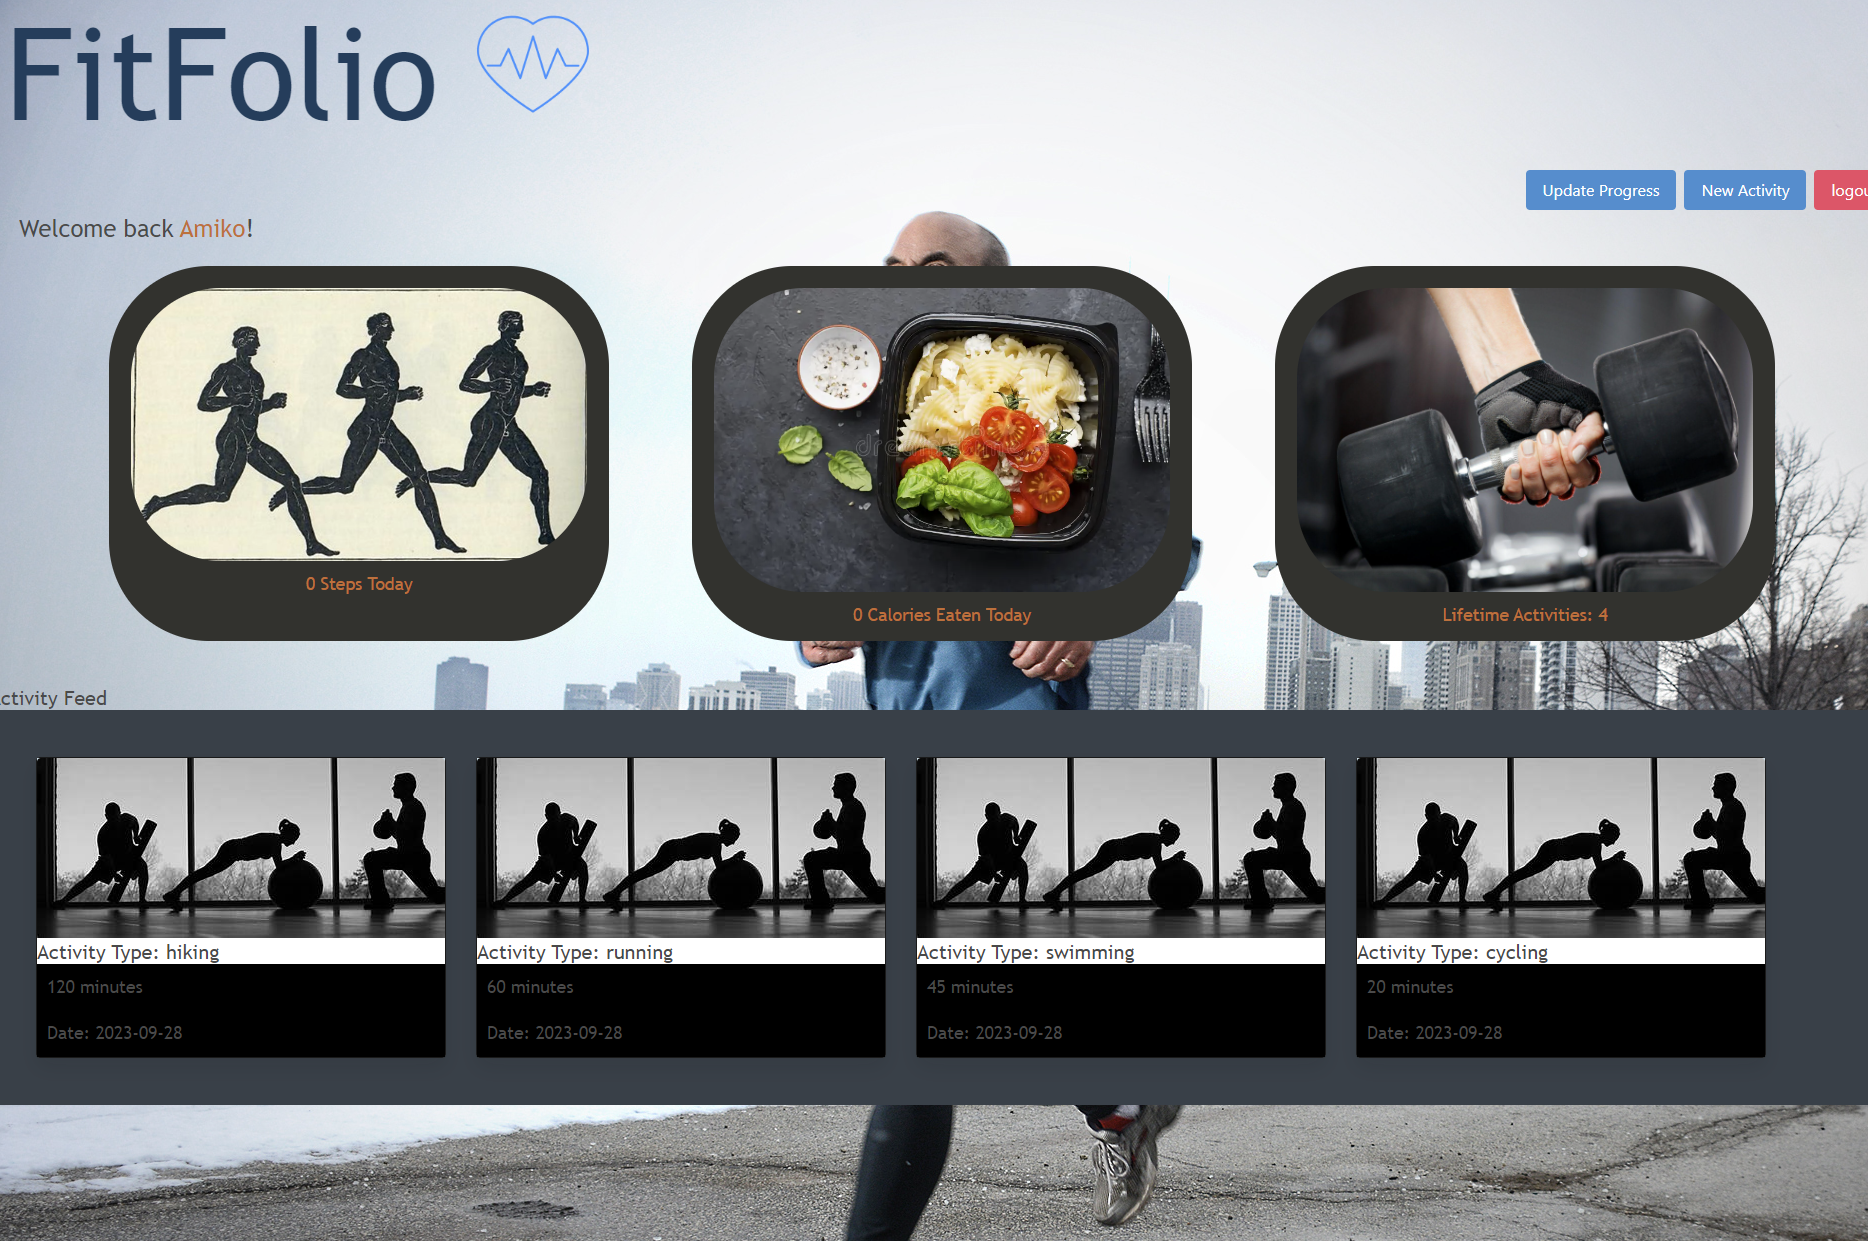 FitFolio
Update Progress
New Activity
logou
Welcome back Amiko!
0 Steps Today
0 Calories Eaten Today
Lifetime Activities: 4
ctivity Feed
Activity Type: hiking
120 minutes
Date: 2023-09-28
Activity Type: running
60 minutes
Date: 2023-09-28
Activity Type: swimming
45 minutes
Date: 2023-09-28
Activity Type: cycling
20 minutes
Date: 2023-09-28